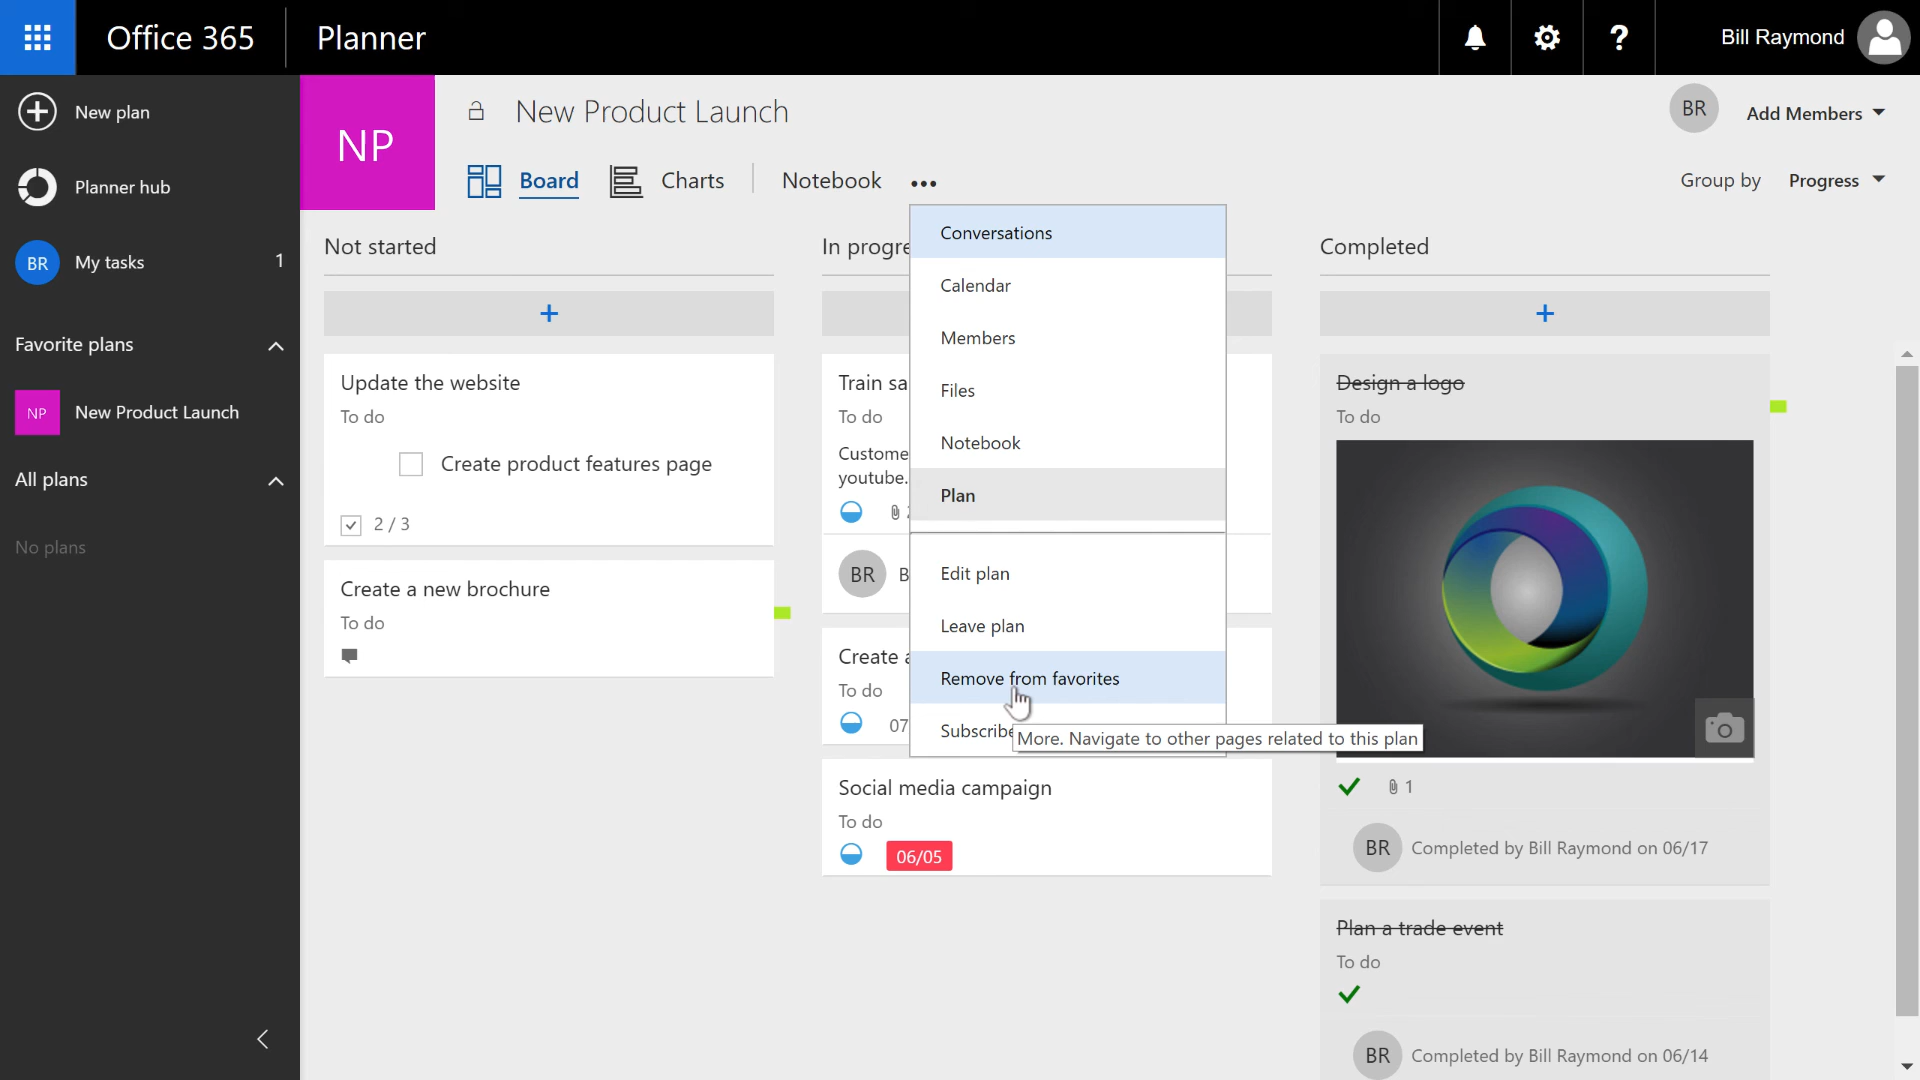 Office 365
Planner
Bill Raymond
New plan
Planner hub
BR
My tasks
1
Favorite plans
NP
New Product Launch
All plans
No plans
NP
New Product Launch
BR
Add Members
Board
Charts
Notebook
Group by
Progress
Not started
+
Update the website
To do
Create product features page
2 / 3
Create a new brochure
To do
In progre
Train sa
To do
Custome
youtube.
BR
B
Create a
To do
07
Social media campaign
To do
06/05
Conversations
Calendar
Members
Files
Notebook
Plan
Edit plan
Leave plan
Remove from favorites
Subscribe
More. Navigate to other pages related to this plan
Completed
+
Design a logo
To do
1
BR
Completed by Bill Raymond on 06/17
Plan a trade event
To do
BR
Completed by Bill Raymond on 06/14